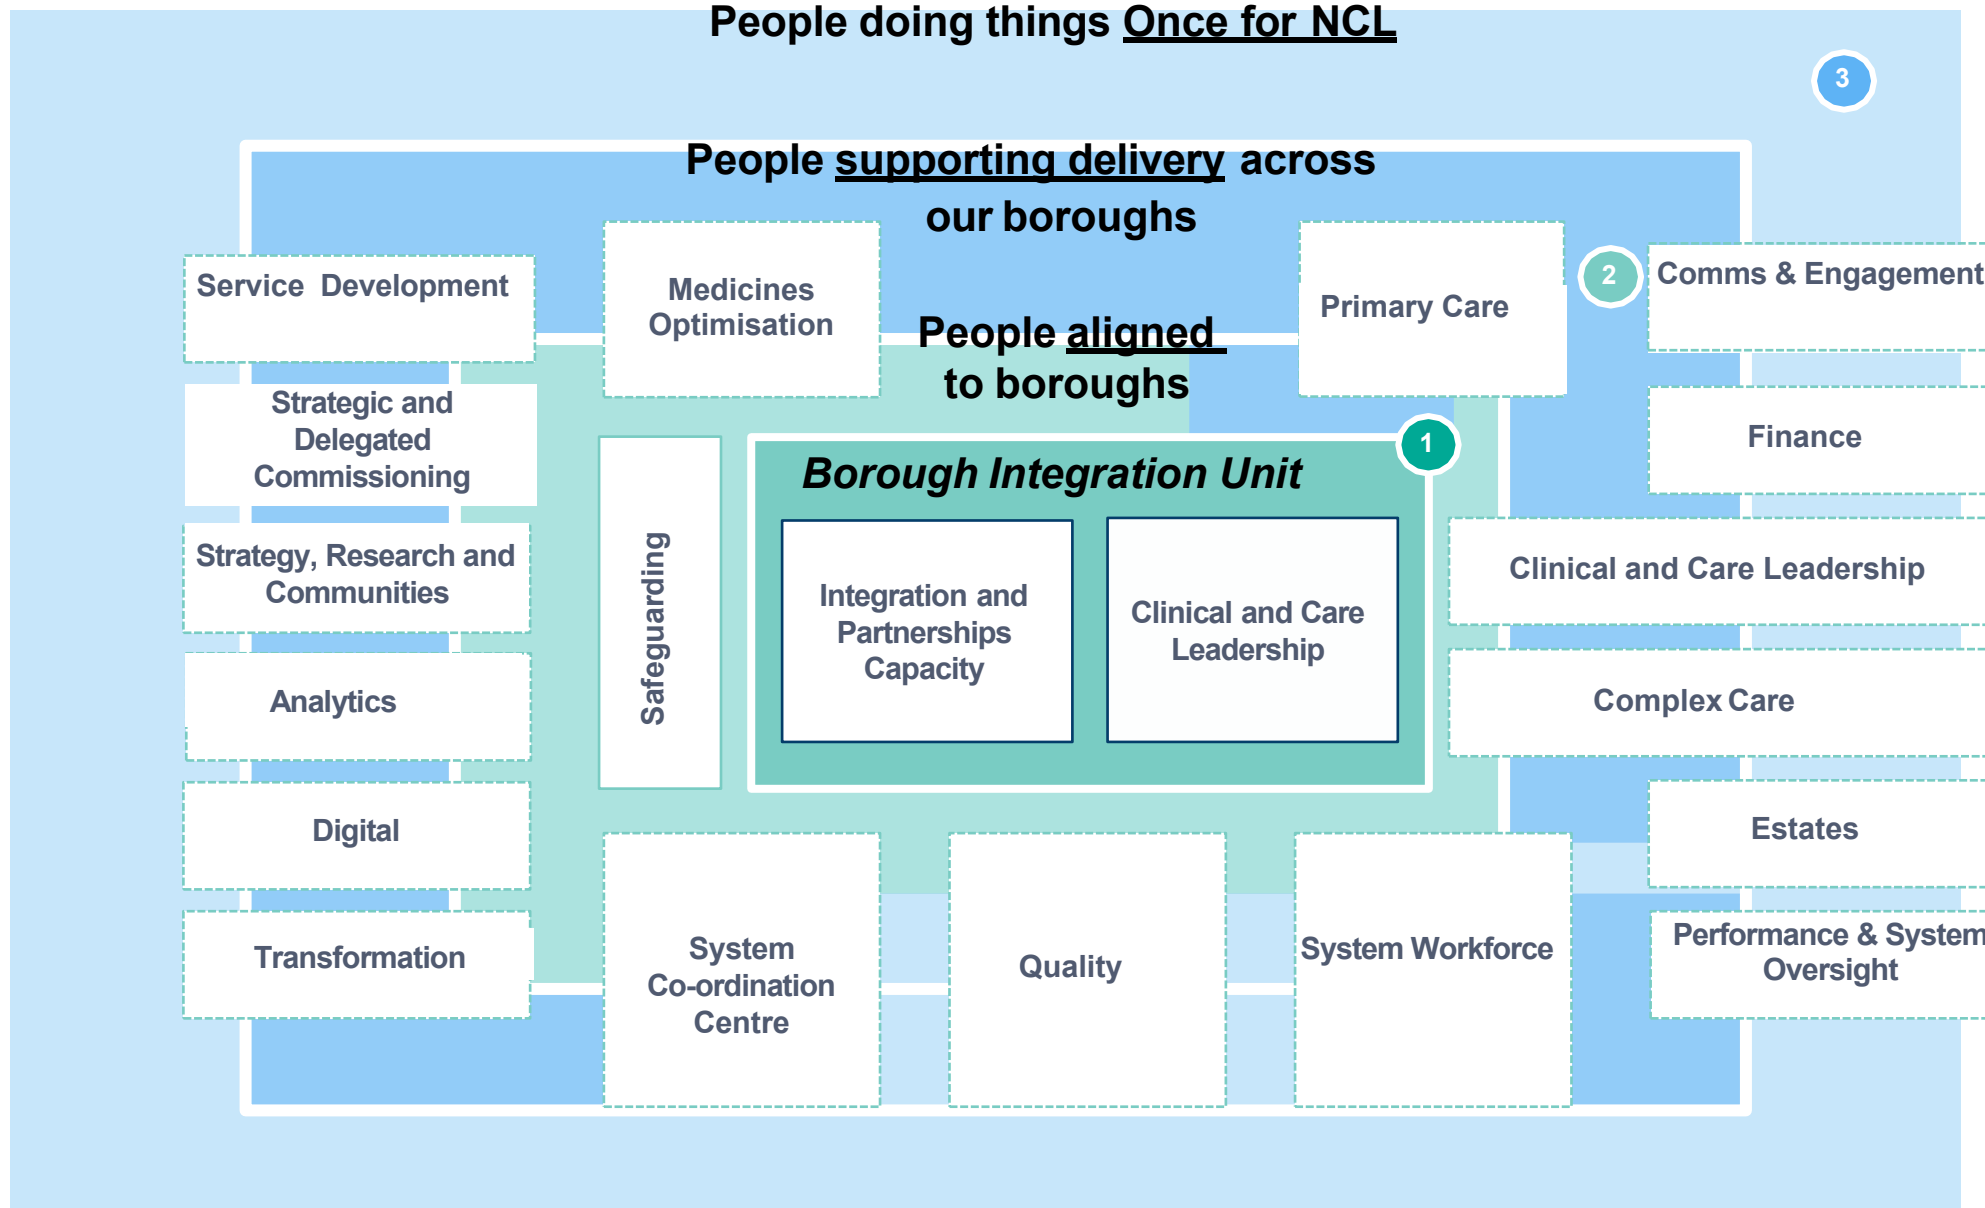 People doing things Once for NCL
3
People supporting delivery across
our boroughs
Service Development
Medicines
Optimisation
Primary Care
2
Comms & Engagement
People aligned
to boroughs
Strategic and
Delegated
Commissioning
1
Finance
Borough Integration Unit
Safeguarding
Integration and
Partnerships
Capacity
Clinical and Care
Leadership
Strategy, Research and
Communities
Clinical and Care Leadership
Analytics
Complex Care
Digital
Estates
Transformation
System
Co-ordination
Centre
Quality
System Workforce
Performance & System
Oversight